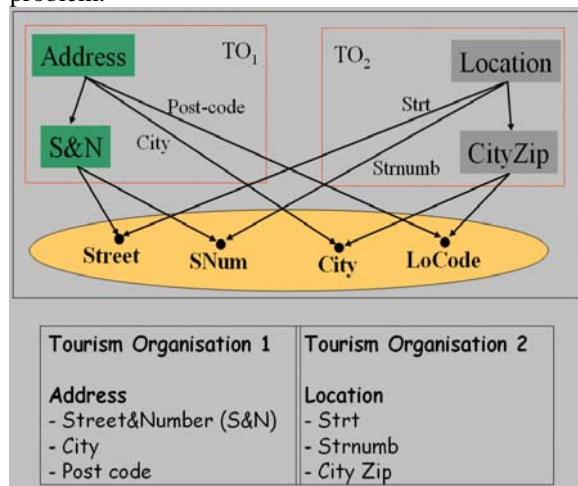 problem.
Address TO1 TO2 Location
Post-code Strt
S&N City Strnumb CityZip
Street SNum City LoCode
Tourism Organisation 1 Tourism Organisation 2
Address Location
- Street&Number (S&N) - Strt
- City - Strnumb
- Post code - City Zip